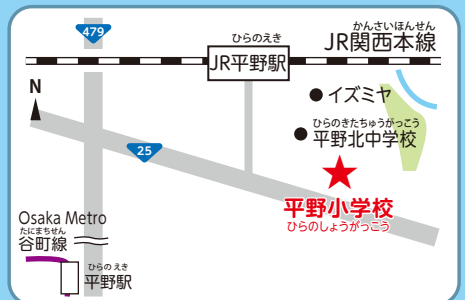 479
ひらのえき
JR平野駅
かんさいほんせん
JR関西本線
N
イズミヤ
ひらのきたちゅうがっこう
平野北中学校
25
平野小学校
ひらのしょうがっこう
Osaka Metro
たにまちせん
谷町線
ひらの えき
平野駅